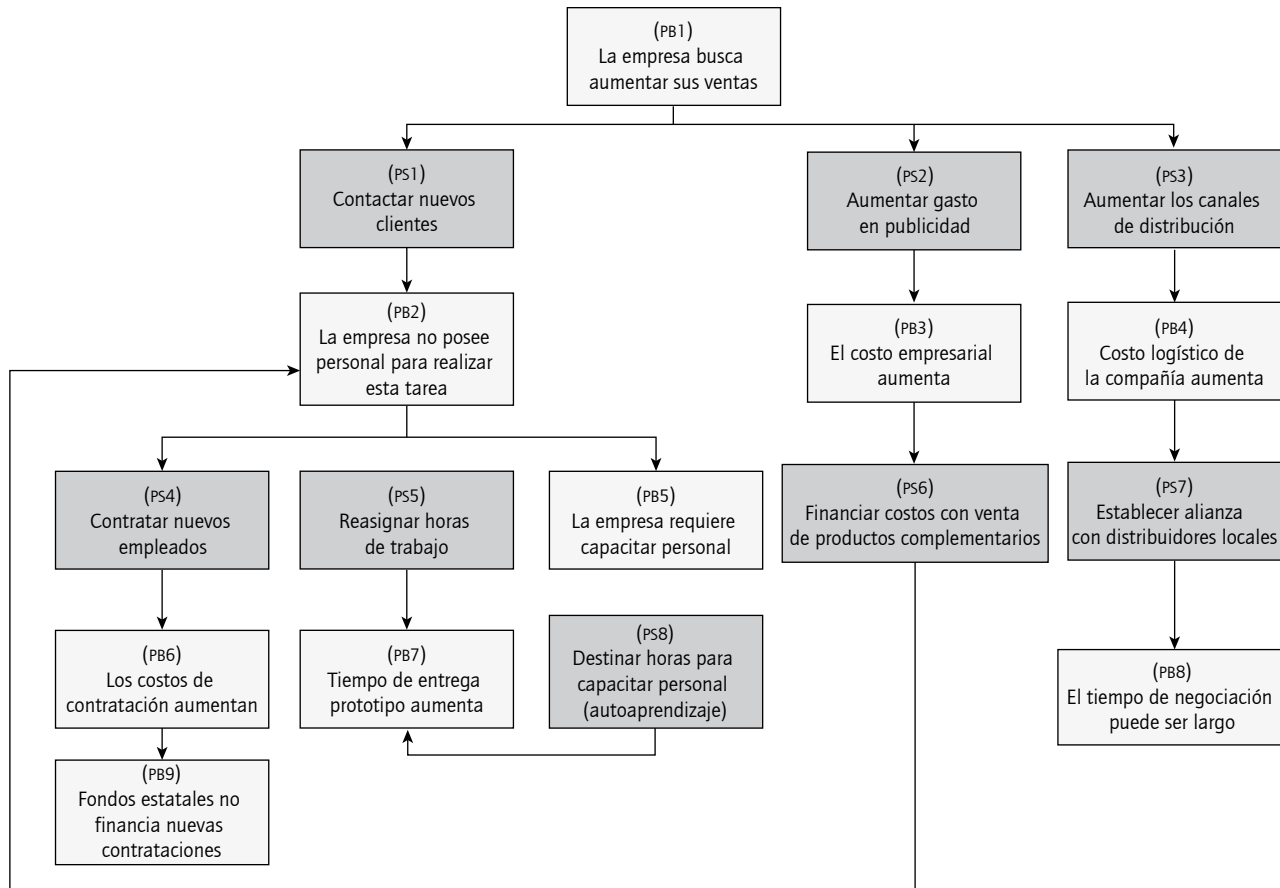 (PB1)
La empresa busca
aumentar sus ventas
(PS1)
Contactar nuevos
clientes
(PS2)
Aumentar gasto
en publicidad
(PS3)
Aumentar los canales
de distribución
(PB2)
La empresa no posee
personal para realizar
esta tarea
(PB3)
El costo empresarial
aumenta
(PB4)
Costo logístico de
la compañía aumenta
(PS4)
Contratar nuevos
empleados
(PS5)
Reasignar horas
de trabajo
(PB5)
La empresa requiere
capacitar personal
(PS6)
Financiar costos con venta
de productos complementarios
(PS7)
Establecer alianza
con distribuidores locales
(PB6)
Los costos de
contratación aumentan
(PB7)
Tiempo de entrega
prototipo aumenta
(PS8)
Destinar horas para
capacitar personal
(autoaprendizaje)
(PB8)
El tiempo de negociación
puede ser largo
(PB9)
Fondos estatales no
financia nuevas
contrataciones